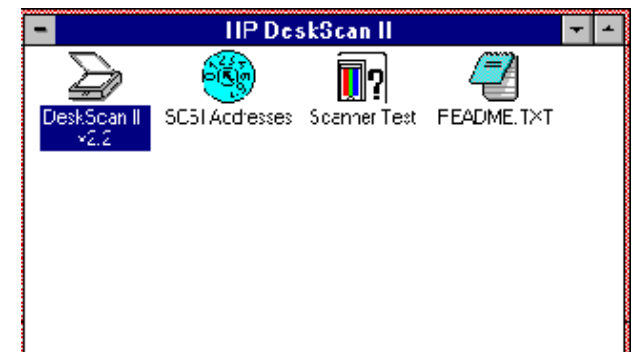 HP DeskScan II
DeskScan II
v2.2
SCSI Addresses
Scanner Test
README.TXT